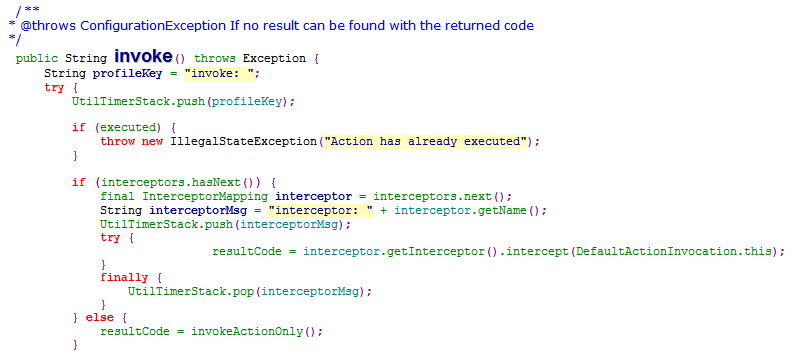 /**
* @throws ConfigurationException If no result can be found with the returned code
*/
public String invoke() throws Exception {
String profileKey = "invoke: ";
try {
UtilTimerStack.push(profileKey);
if (executed) {
throw new IllegalStateException("Action has already executed");
}
if (interceptors.hasNext()) {
final InterceptorMapping interceptor = interceptors.next();
String interceptorMsg = "interceptor: " + interceptor.getName();
UtilTimerStack.push(interceptorMsg);
try {
resultCode = interceptor.getInterceptor().intercept(DefaultActionInvocation.this);
}
finally {
UtilTimerStack.pop(interceptorMsg);
}
} else {
resultCode = invokeActionOnly();
}